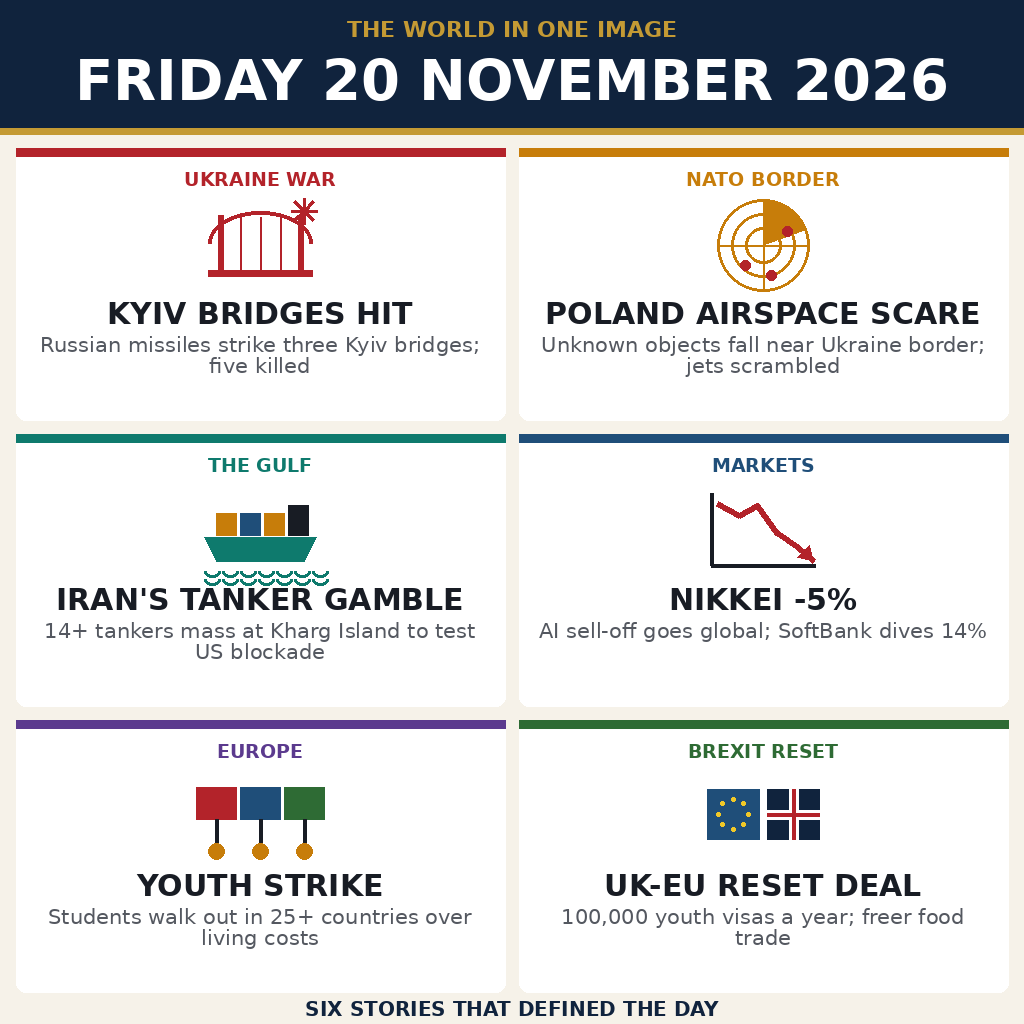 THE WORLD IN ONE IMAGE
FRIDAY 20 NOVEMBER 2026
UKRAINE WAR
KYIV BRIDGES HIT
Russian missiles strike three Kyiv bridges;
five killed
NATO BORDER
POLAND AIRSPACE SCARE
Unknown objects fall near Ukraine border;
jets scrambled
THE GULF
IRAN'S TANKER GAMBLE
14+ tankers mass at Kharg Island to test
US blockade
MARKETS
NIKKEI -5%
AI sell-off goes global; SoftBank dives 14%
EUROPE
YOUTH STRIKE
Students walk out in 25+ countries over
living costs
BREXIT RESET
UK-EU RESET DEAL
100,000 youth visas a year; freer food
trade
SIX STORIES THAT DEFINED THE DAY